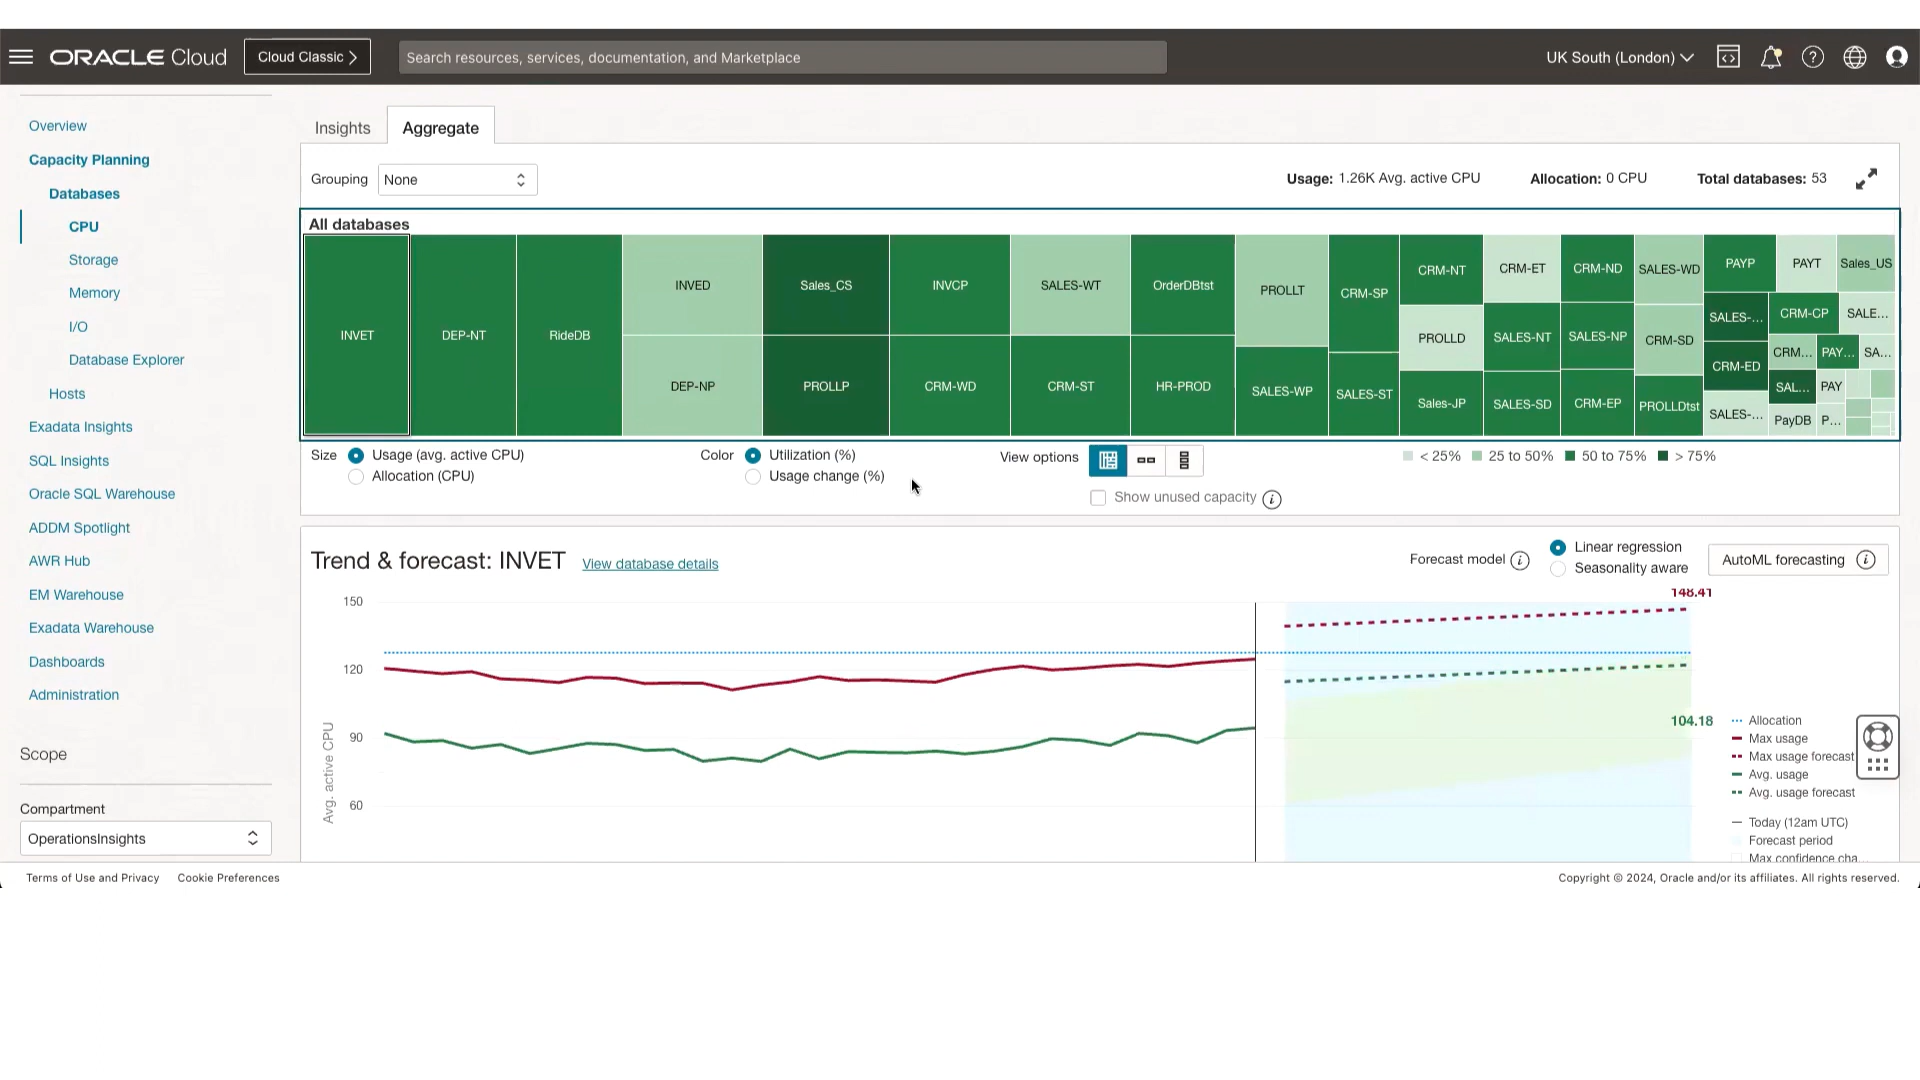 ORACLE Cloud
Cloud Classic
Search resources, services, documentation, and Marketplace
UK South (London)
Overview
Capacity Planning
Databases
CPU
Storage
Memory
I/O
Database Explorer
Hosts
Exadata Insights
SQL Insights
Oracle SQL Warehouse
ADDM Spotlight
AWR Hub
EM Warehouse
Exadata Warehouse
Dashboards
Administration
Scope
Compartment
OperationsInsights
Insights
Aggregate
Grouping
None
Usage: 1.26K Avg. active CPU
Allocation: 0 CPU
Total databases: 53
All databases
INVET
DEP-NT
RideDB
INVED
DEP-NP
Sales_CS
PROLLP
INVCP
CRM-WD
SALES-WT
CRM-ST
OrderDBtst
HR-PROD
PROLLT
SALES-WP
CRM-SP
SALES-ST
CRM-NT
PROLLD
Sales-JP
CRM-ET
SALES-NT
SALES-SD
CRM-ND
SALES-NP
CRM-EP
SALES-WD
CRM-SD
PROLLDtst
PAYP
PAYT
Sales_US
SALES-...
CRM-CP
SALE...
CRM-ED
CRM...
PAY...
SA...
SAL...
PAY
SALES-...
PayDB
P...
Size
Usage (avg. active CPU)
Allocation (CPU)
Color
Utilization (%)
Usage change (%)
View options
Show unused capacity
< 25%
25 to 50%
50 to 75%
> 75%
Trend & forecast: INVET
View database details
Forecast model
Linear regression
Seasonality aware
AutoML forecasting
Avg. active CPU
150
120
90
60
148.41
104.18
Allocation
Max usage
Max usage forecast
Avg. usage
Avg. usage forecast
Today (12am UTC)
Forecast period
Max confidence cha...
Terms of Use and Privacy
Cookie Preferences
Copyright © 2024, Oracle and/or its affiliates. All rights reserved.